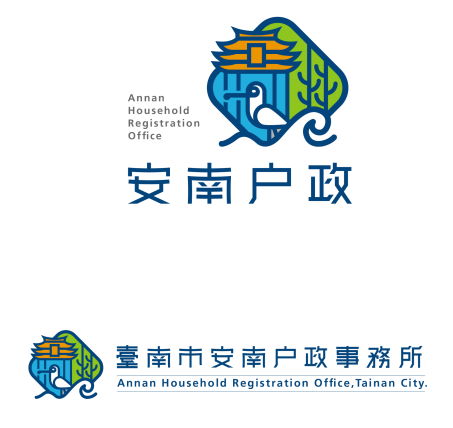 Annan
Household
Registration
Office
安南户政
臺南市安南户政事務所
Annan Household Registration Office,Tainan City.